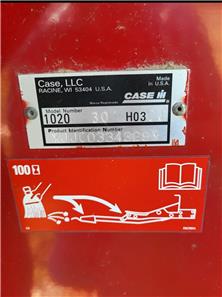 Case, LLC
RACINE, WI 53404 U.S.A.
Made in
U.S.A.
CASE IH
Model Number
1020 30 H03
Product Identification Number
100